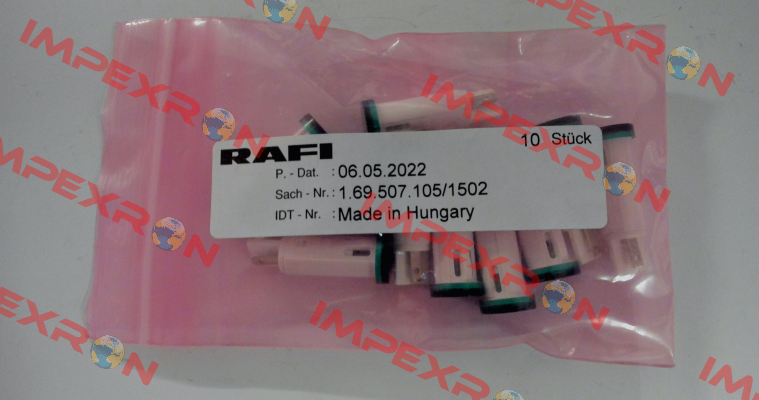 RAFI
10 Stück
P. - Dat. : 06.05.2022
Sach - Nr. : 1.69.507.105/1502
IDT - Nr. : Made in Hungary
IMPEXRON
IMPEXRON
IMPEXRON
IMPEXRON
IMPEXRON